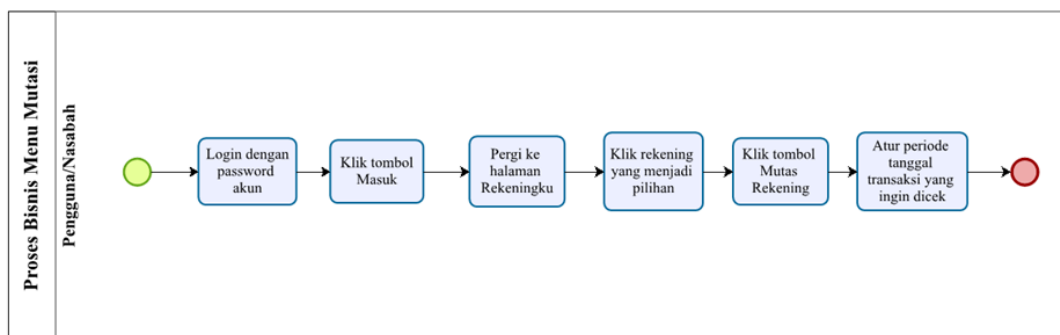 Proses Bisnis Menu Mutasi
Pengguna/Nasabah
Login dengan
password
akun
Klik tombol
Masuk
Pergi ke
halaman
Rekeningku
Klik rekening
yang menjadi
pilihan
Klik tombol
Mutas
Rekening
Atur periode
tanggal
transaksi yang
ingin dicek